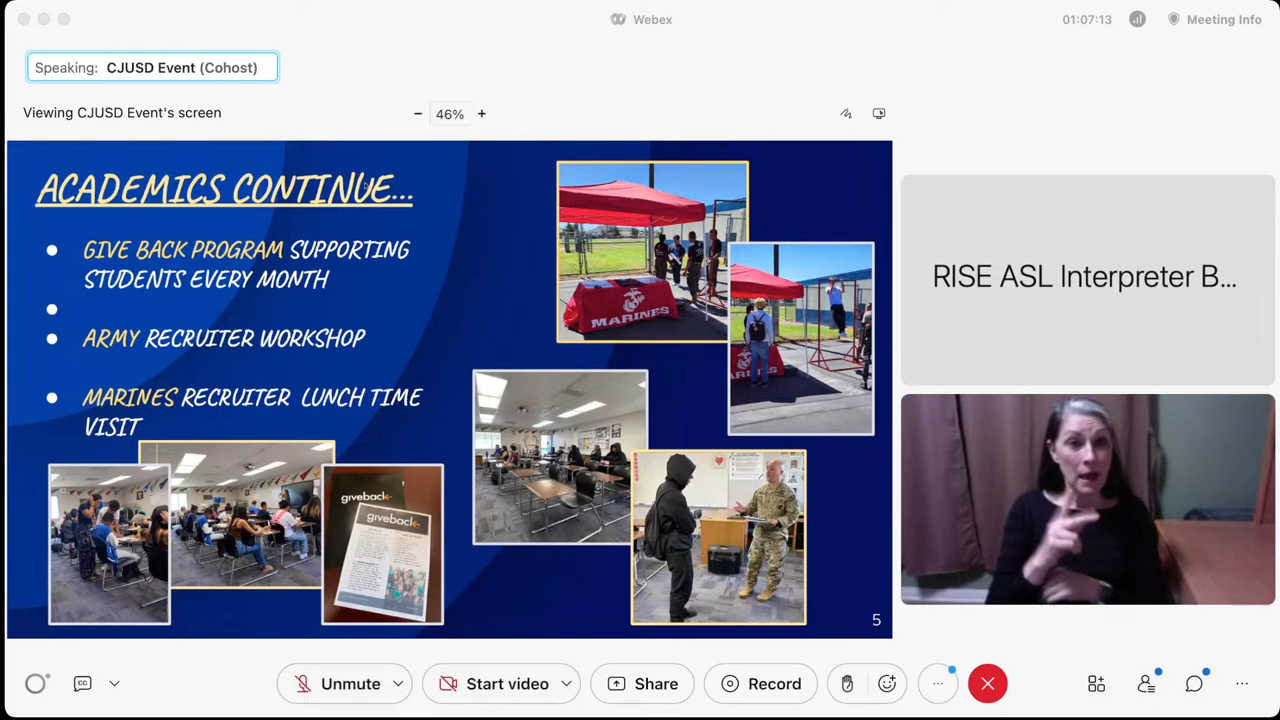 Webex
01:07:13
Meeting Info
Speaking: CJUSD Event (Cohost)
Viewing CJUSD Event's screen
− 46% +
ACADEMICS CONTINUE...
● GIVE BACK PROGRAM SUPPORTING
STUDENTS EVERY MONTH
●
● ARMY RECRUITER WORKSHOP
● MARINES RECRUITER LUNCH TIME
VISIT
MARINES
MARINES
giveback
giveback
5
RISE ASL Interpreter B...
CC
Unmute
Start video
Share
Record